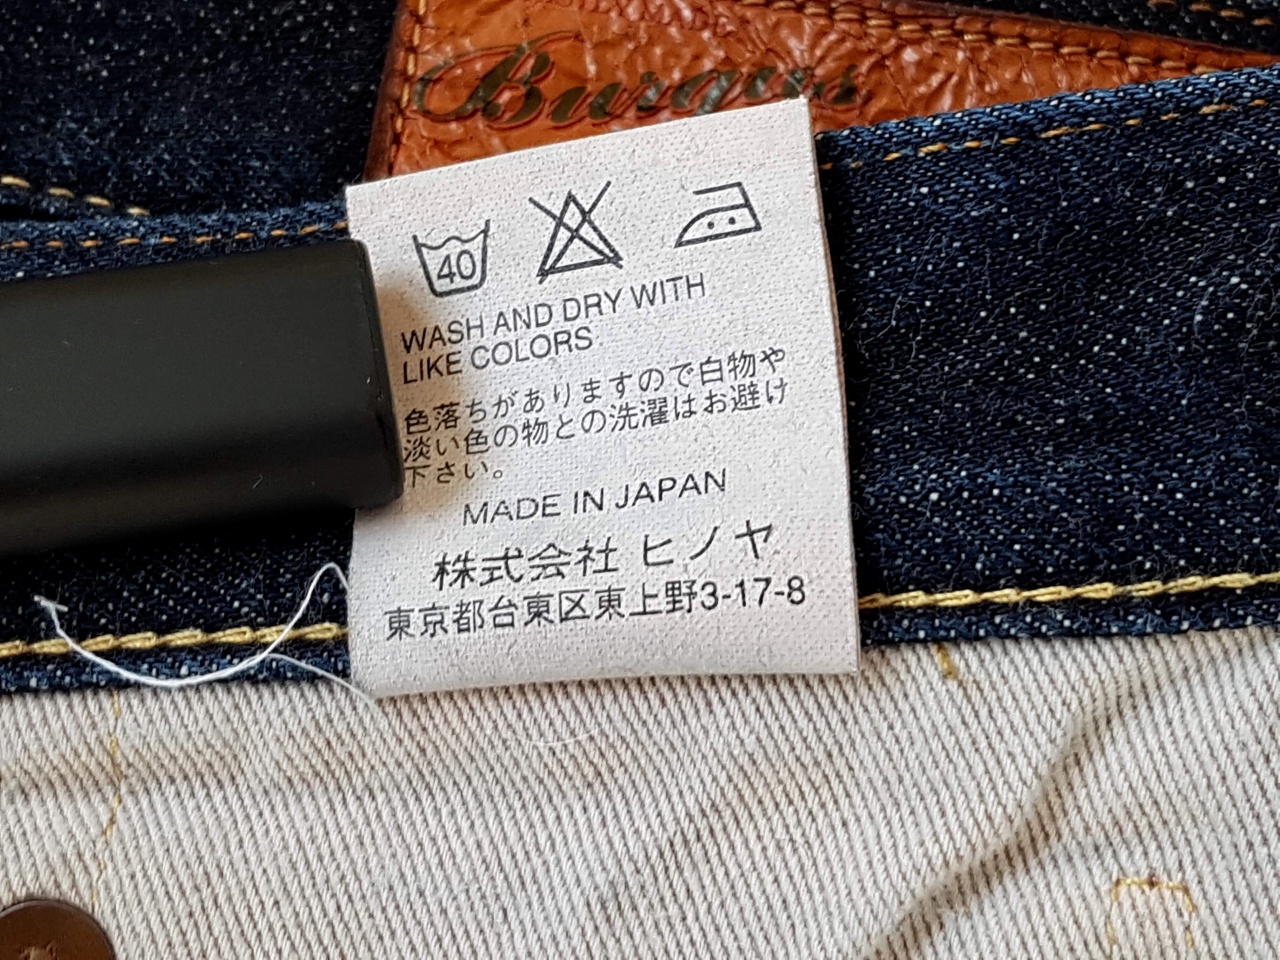 Burgus
40
WASH AND DRY WITH
LIKE COLORS
色落ちがありますので白物や
淡い色の物との洗濯はお避け
下さい。
MADE IN JAPAN
株式会社 ヒノヤ
東京都台東区東上野3-17-8